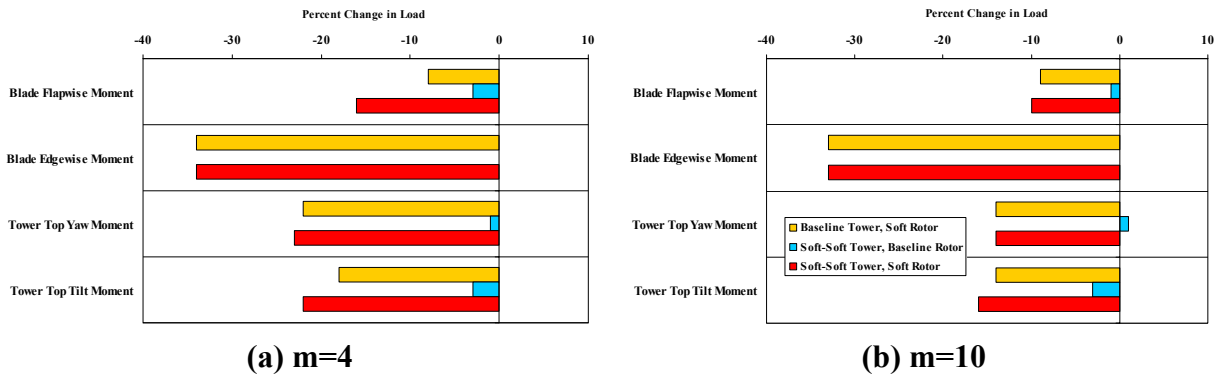 Percent Change in Load
-40 -30 -20 -10 0 10
Blade Flapwise Moment
Blade Edgewise Moment
Tower Top Yaw Moment
Tower Top Tilt Moment
(a) m=4
Percent Change in Load
-40 -30 -20 -10 0 10
Blade Flapwise Moment
Blade Edgewise Moment
Tower Top Yaw Moment
Tower Top Tilt Moment
Baseline Tower, Soft Rotor
Soft-Soft Tower, Baseline Rotor
Soft-Soft Tower, Soft Rotor
(b) m=10